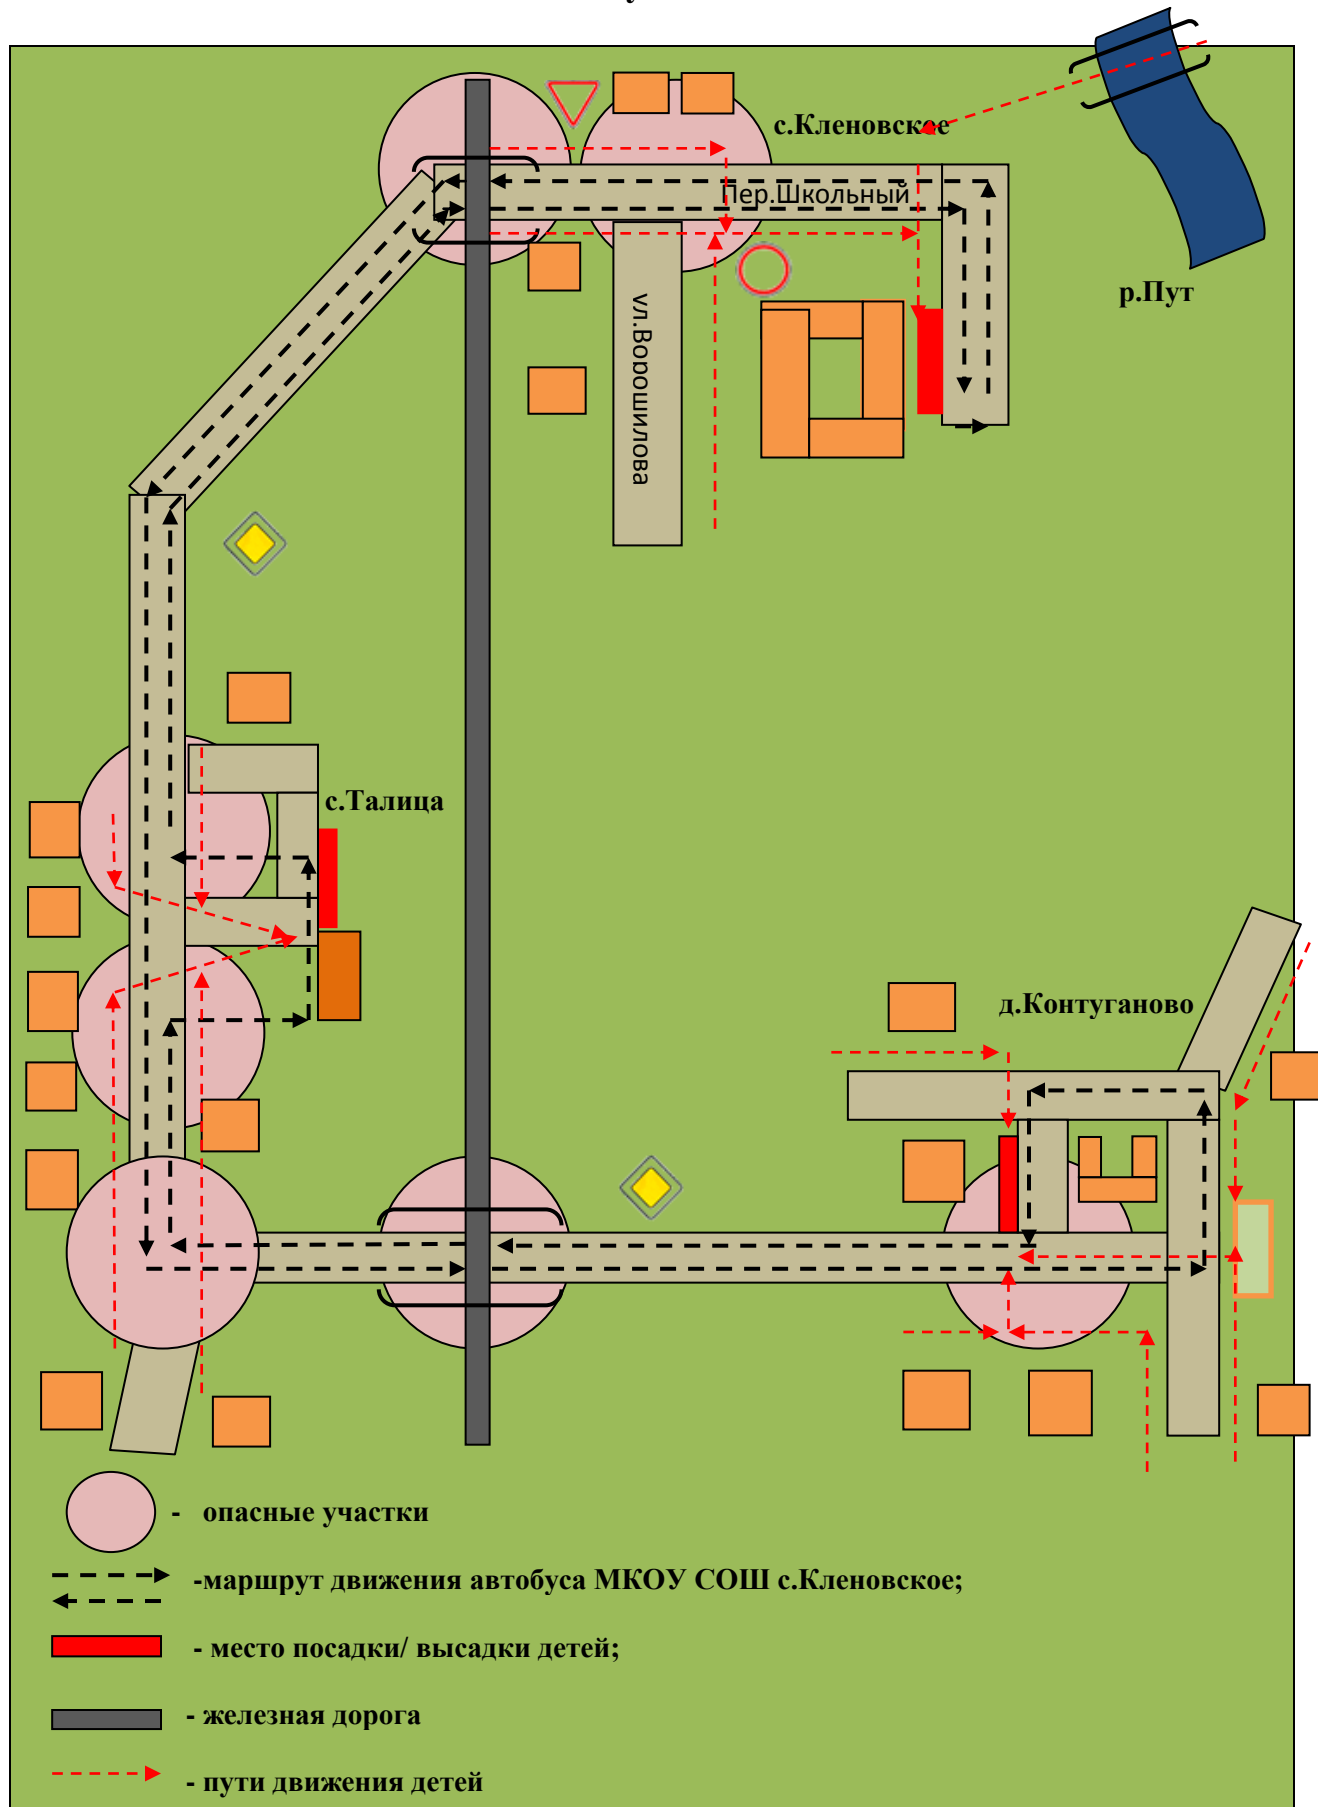 с.Кленовское
Пер.Школьный
ул.Ворошилова
р.Пут
с.Талица
д.Контуганово
- опасные участки
-маршрут движения автобуса МКОУ СОШ с.Кленовское;
- место посадки/ высадки детей;
- железная дорога
- пути движения детей